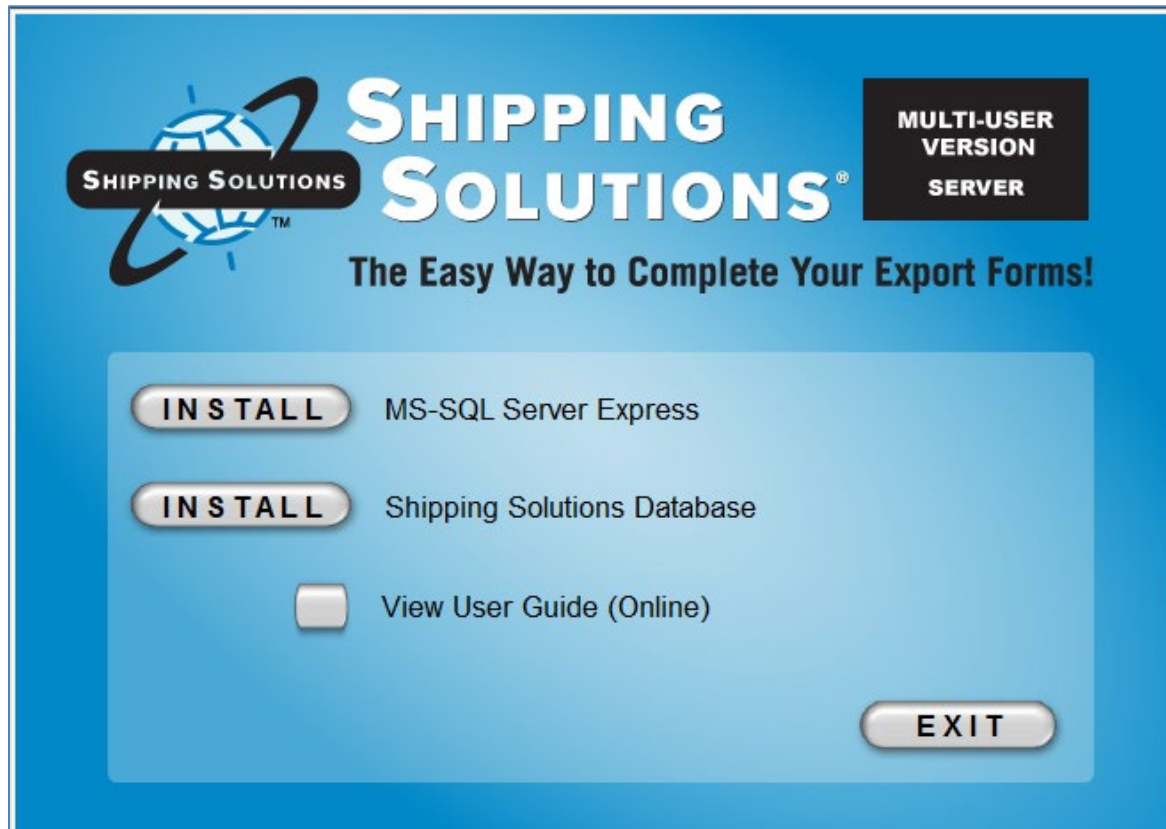 SHIPPING SOLUTIONS
TM
SHIPPING
SOLUTIONS®
MULTI-USER
VERSION
SERVER
The Easy Way to Complete Your Export Forms!
INSTALL MS-SQL Server Express
INSTALL Shipping Solutions Database
View User Guide (Online)
EXIT